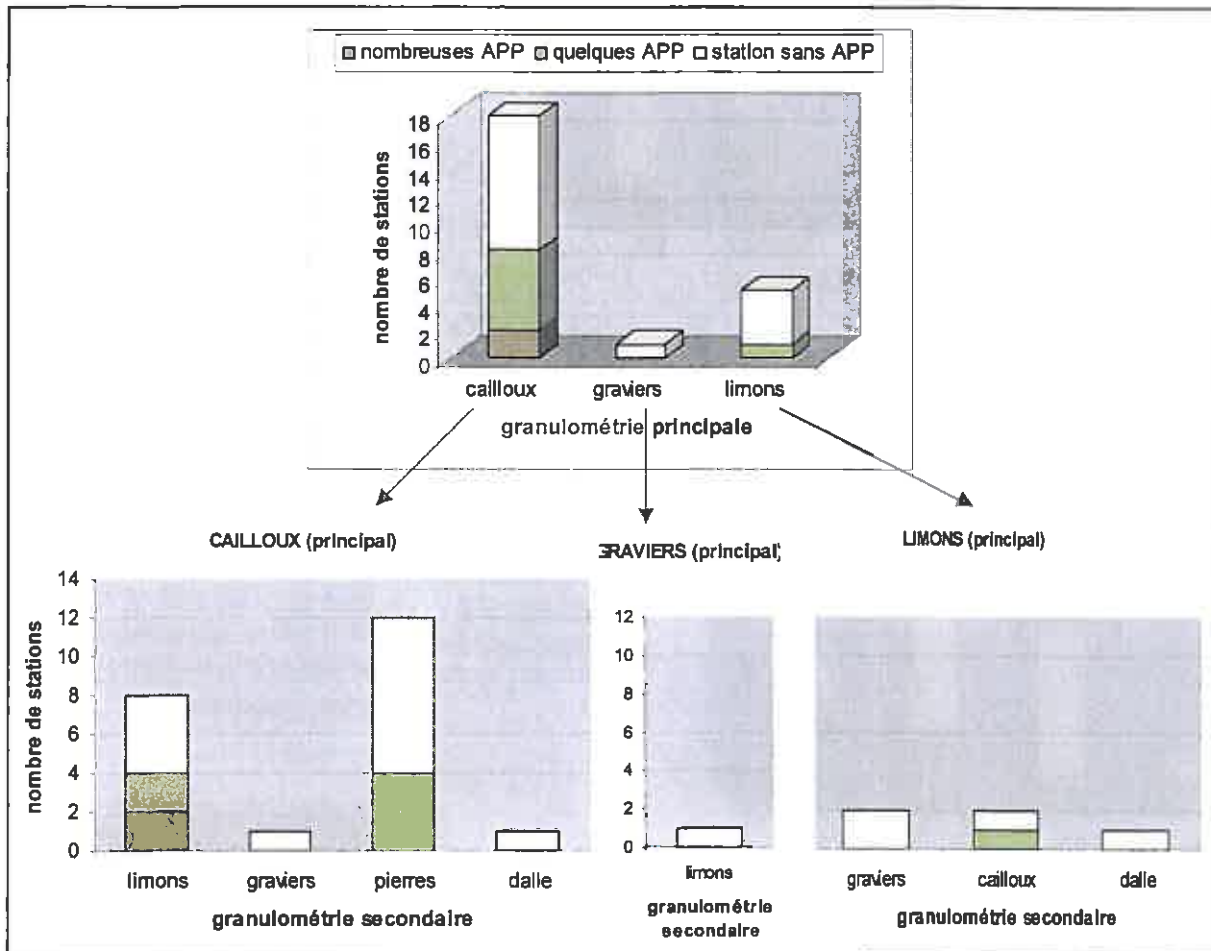 nombreuses APP quelques APP station sans APP
nombre de stations
18
16
14
12
10
8
6
4
2
0
cailloux graviers limons
granulométrie principale
CAILLOUX (principal)
GRAVIERS (principal)
LIMONS (principal)
nombre de stations
14
12
10
8
6
4
2
0
limons graviers pierres dalle
granulométrie secondaire
12
10
8
6
4
2
0
limons
granulométrie
secondaire
graviers cailloux dalle
granulométrie secondaire